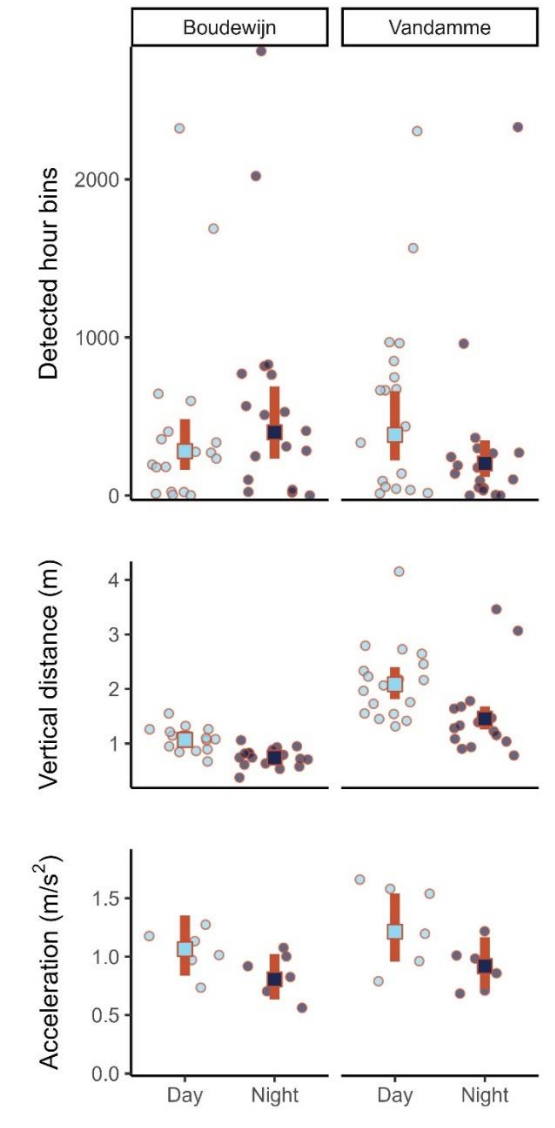 Boudewijn
Vandamme
Detected hour bins
2000
1000
0
Vertical distance (m)
4
3
2
1
Acceleration (m/s²)
1.5
1.0
0.5
0.0
Day
Night
Day
Night